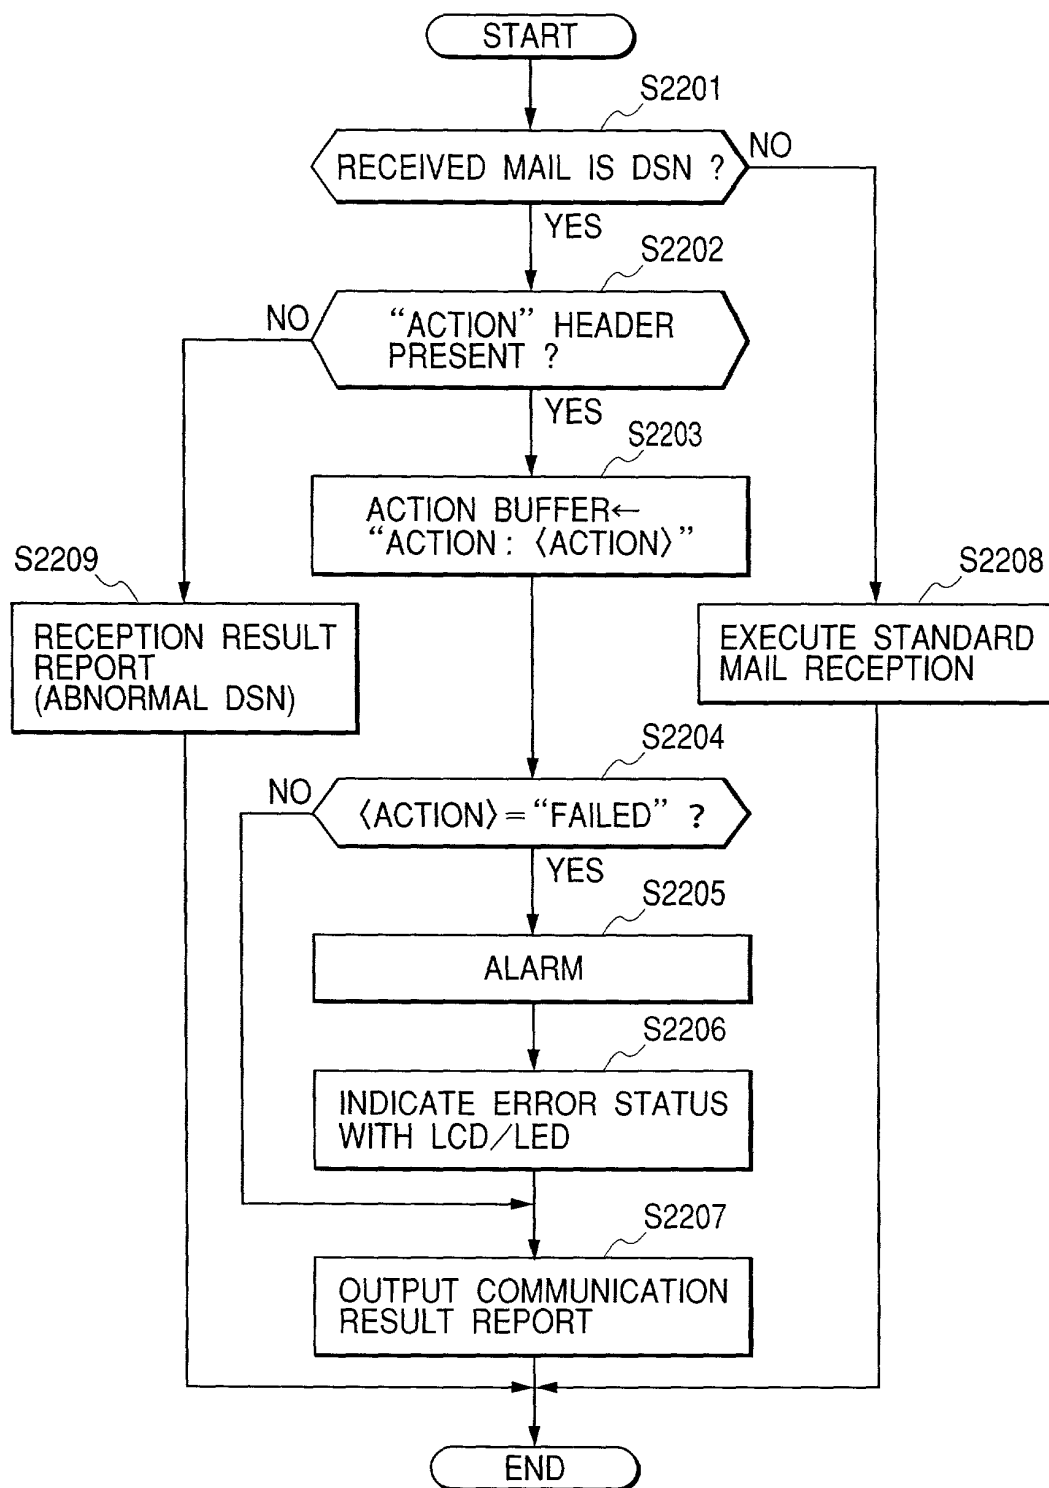 START
S2201
RECEIVED MAIL IS DSN ?
NO
YES
S2202
NO
“ACTION” HEADER
PRESENT ?
YES
S2203
ACTION BUFFER←
“ACTION : 〈ACTION〉”
S2209
RECEPTION RESULT
REPORT
(ABNORMAL DSN)
S2208
EXECUTE STANDARD
MAIL RECEPTION
S2204
NO
〈ACTION〉=“FAILED” ?
YES
S2205
ALARM
S2206
INDICATE ERROR STATUS
WITH LCD/LED
S2207
OUTPUT COMMUNICATION
RESULT REPORT
END